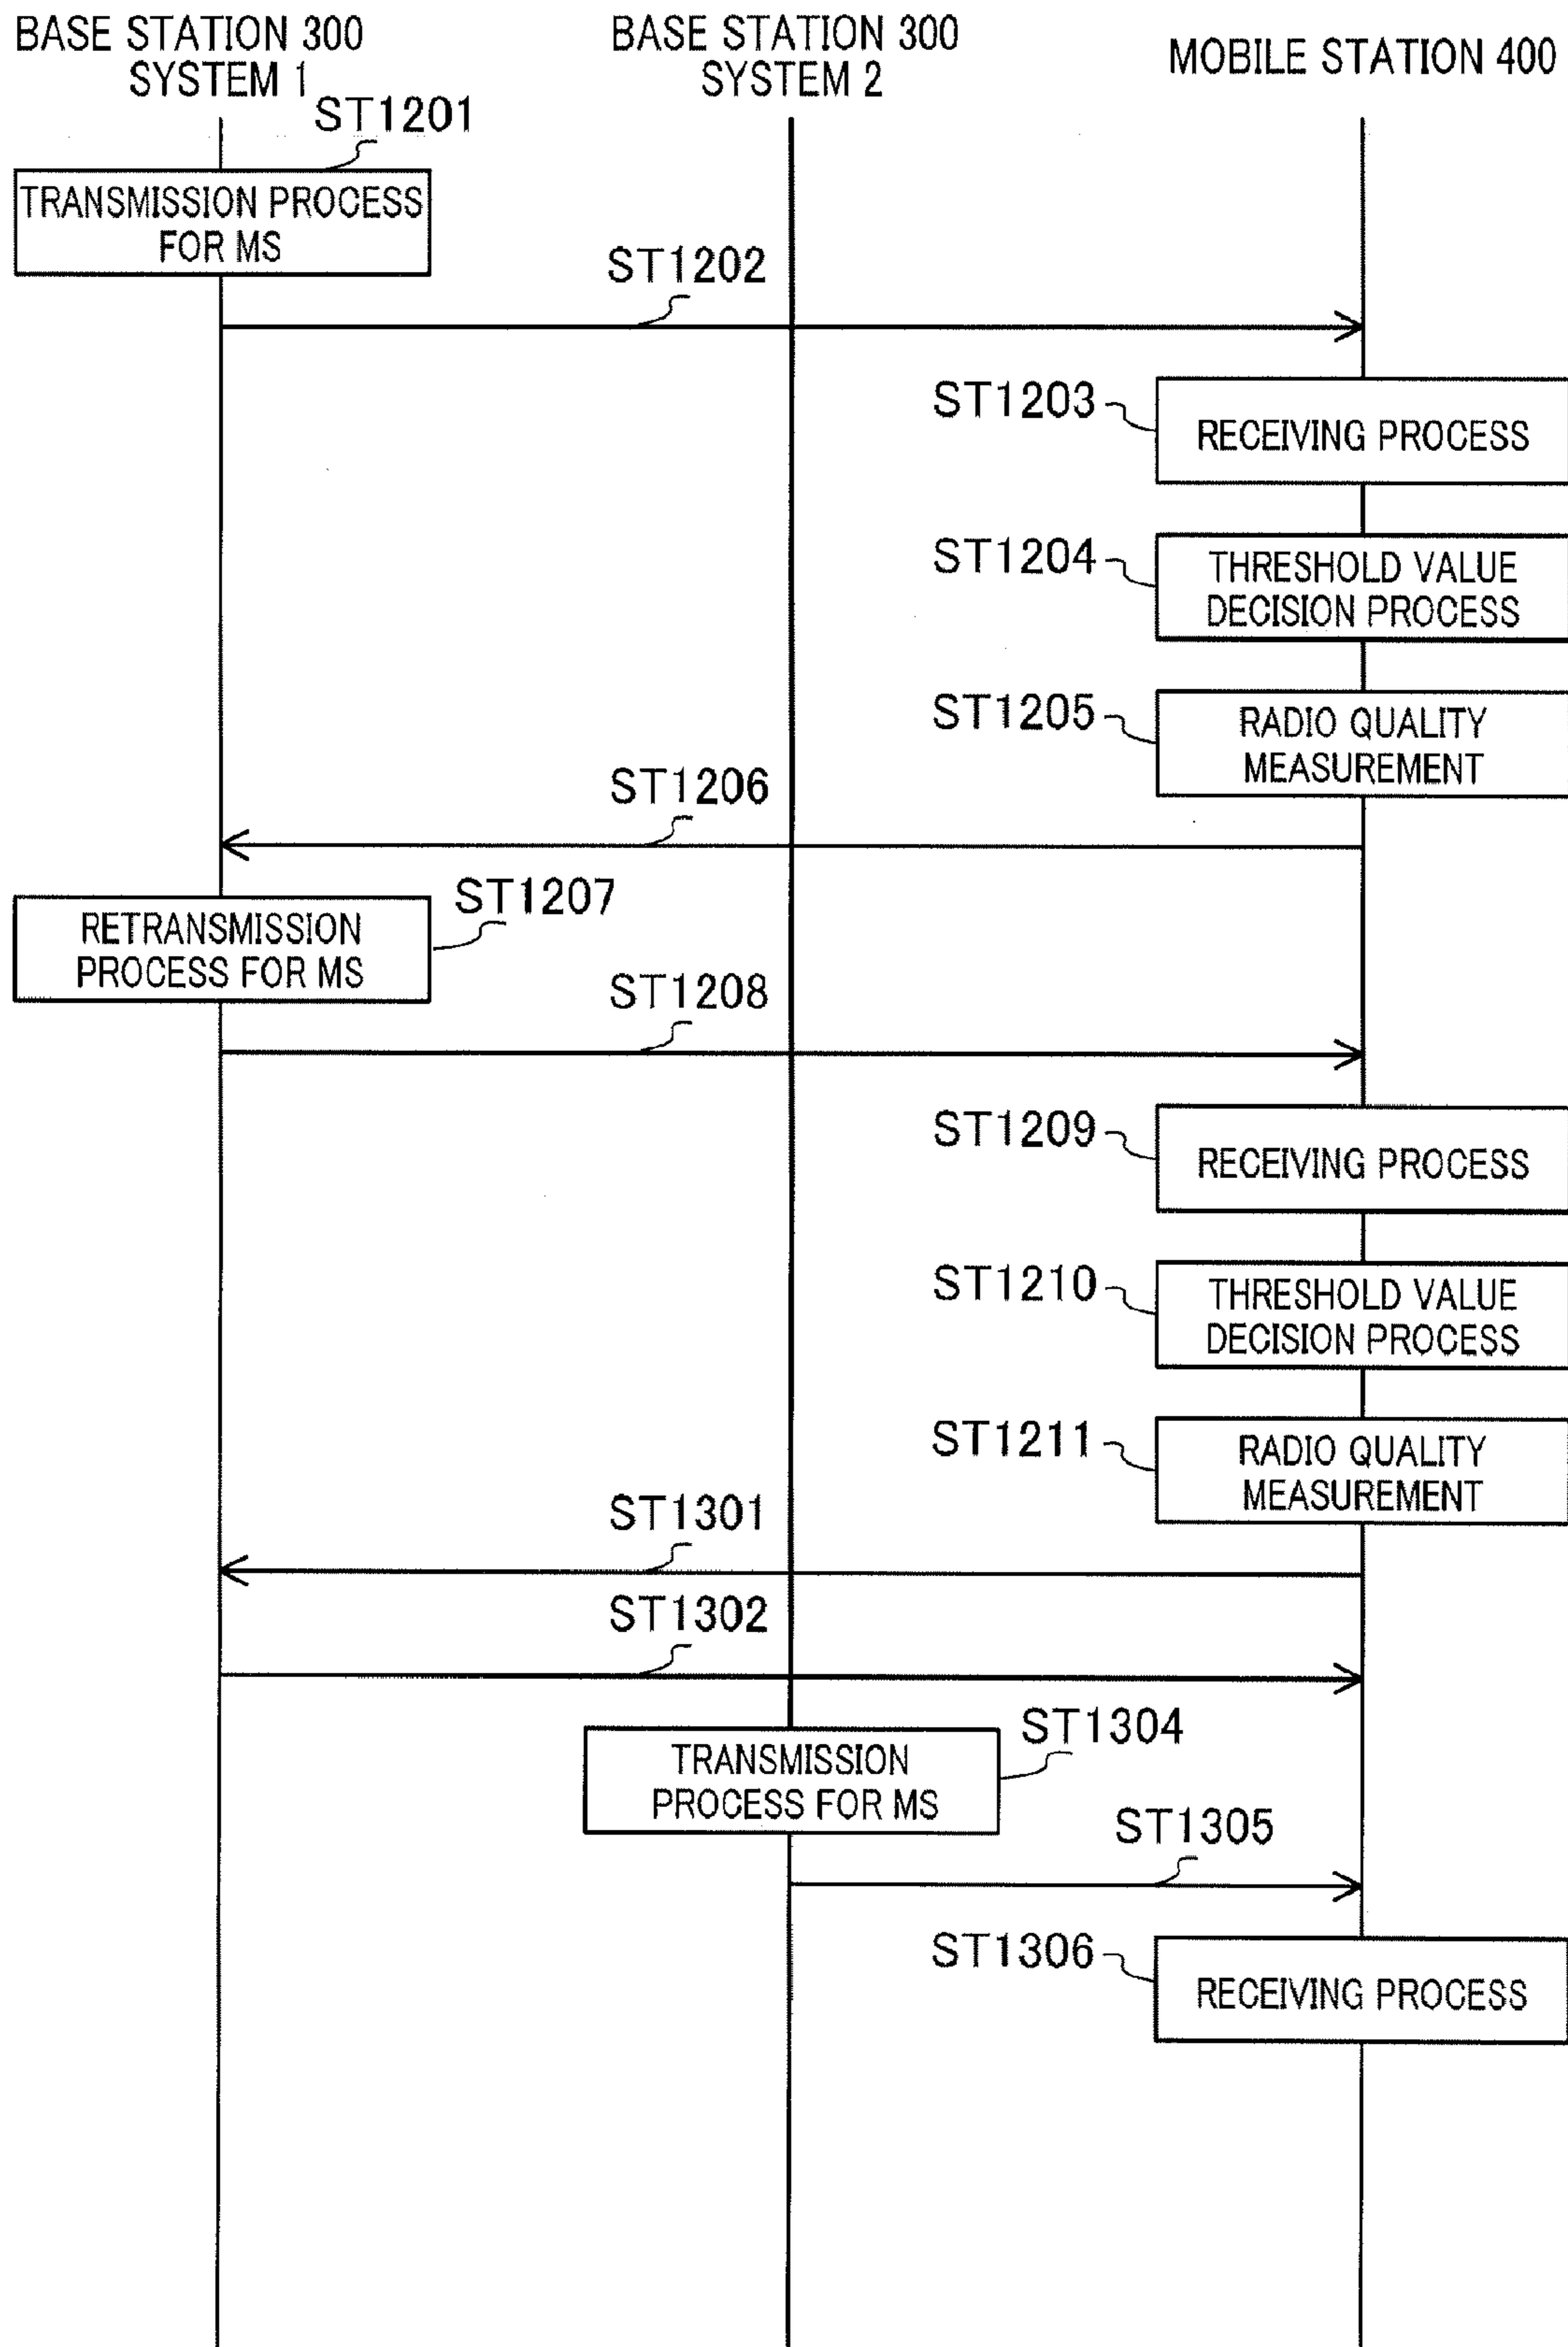 BASE STATION 300
SYSTEM 1
BASE STATION 300
SYSTEM 2
MOBILE STATION 400
ST1201
TRANSMISSION PROCESS
FOR MS
ST1202
ST1203
RECEIVING PROCESS
ST1204
THRESHOLD VALUE
DECISION PROCESS
ST1205
RADIO QUALITY
MEASUREMENT
ST1206
ST1207
RETRANSMISSION
PROCESS FOR MS
ST1208
ST1209
RECEIVING PROCESS
ST1210
THRESHOLD VALUE
DECISION PROCESS
ST1211
RADIO QUALITY
MEASUREMENT
ST1301
ST1302
ST1304
TRANSMISSION
PROCESS FOR MS
ST1305
ST1306
RECEIVING PROCESS